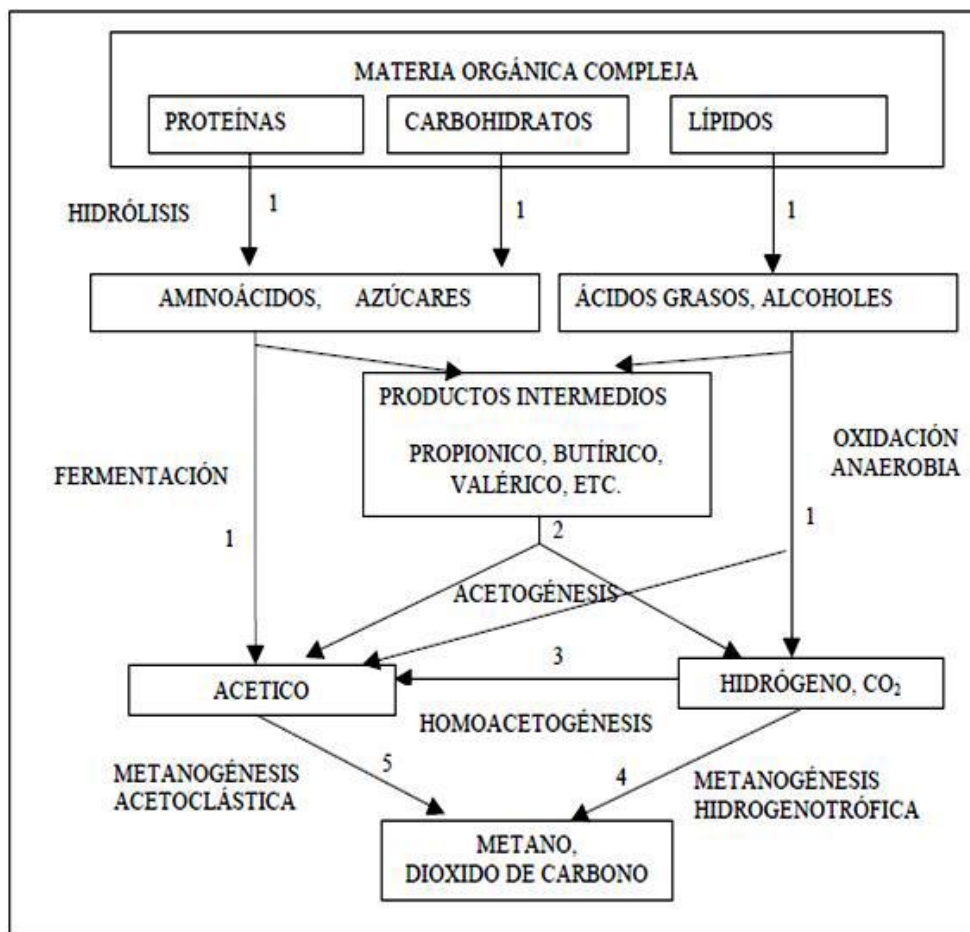 MATERIA ORGÁNICA COMPLEJA
PROTEÍNAS
CARBOHIDRATOS
LÍPIDOS
HIDRÓLISIS
1
1
1
AMINOÁCIDOS, AZÚCARES
ÁCIDOS GRASOS, ALCOHOLES
PRODUCTOS INTERMEDIOS
PROPIONICO, BUTÍRICO,
VALÉRICO, ETC.
FERMENTACIÓN
OXIDACIÓN
ANAEROBIA
1
2
1
ACETOGÉNESIS
ACETICO
3
HIDRÓGENO, CO₂
HOMOACETOGÉNESIS
METANOGÉNESIS
ACETOCLÁSTICA
5
4
METANOGÉNESIS
HIDROGENOTRÓFICA
METANO,
DIOXIDO DE CARBONO